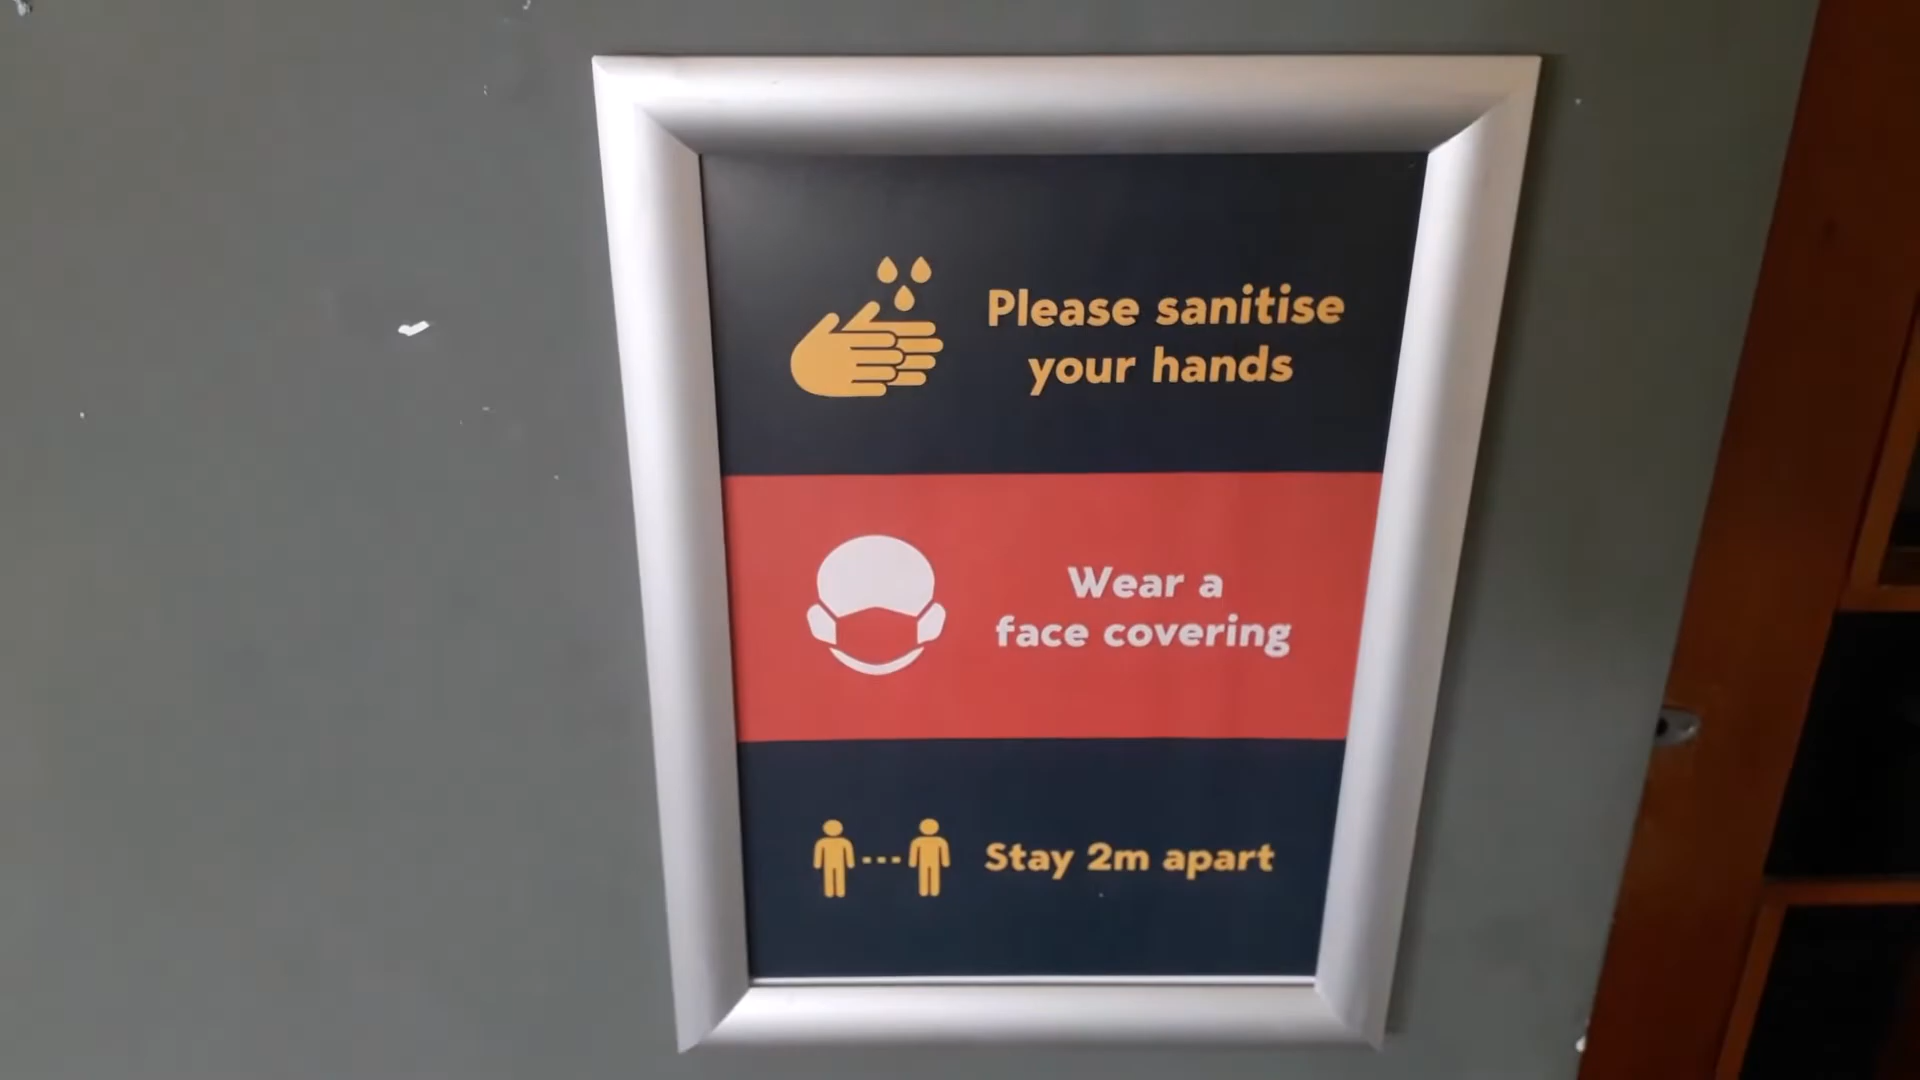 Please sanitise
your hands
Wear a
face covering
Stay 2m apart